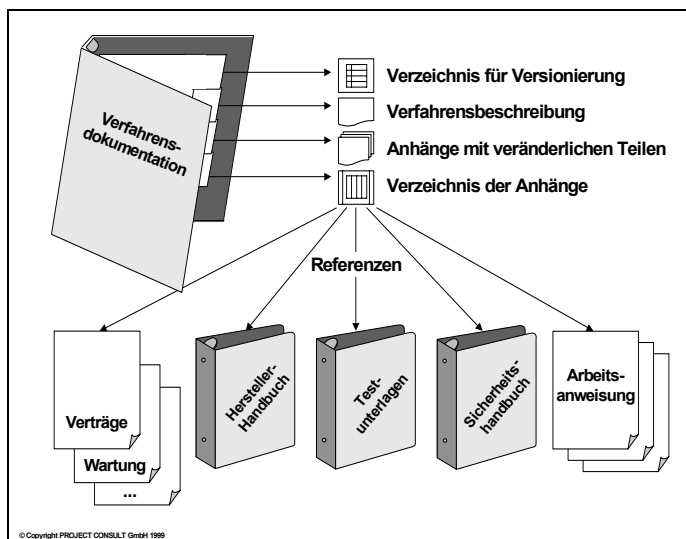 Verfahrens-
dokumentation
Verzeichnis für Versionierung
Verfahrensbeschreibung
Anhänge mit veränderlichen Teilen
Verzeichnis der Anhänge
Referenzen
Verträge
Wartung
...
Hersteller-
Handbuch
Test-
unterlagen
Sicherheits-
handbuch
Arbeits-
anweisung
© Copyright PROJECT CONSULT GmbH 1999